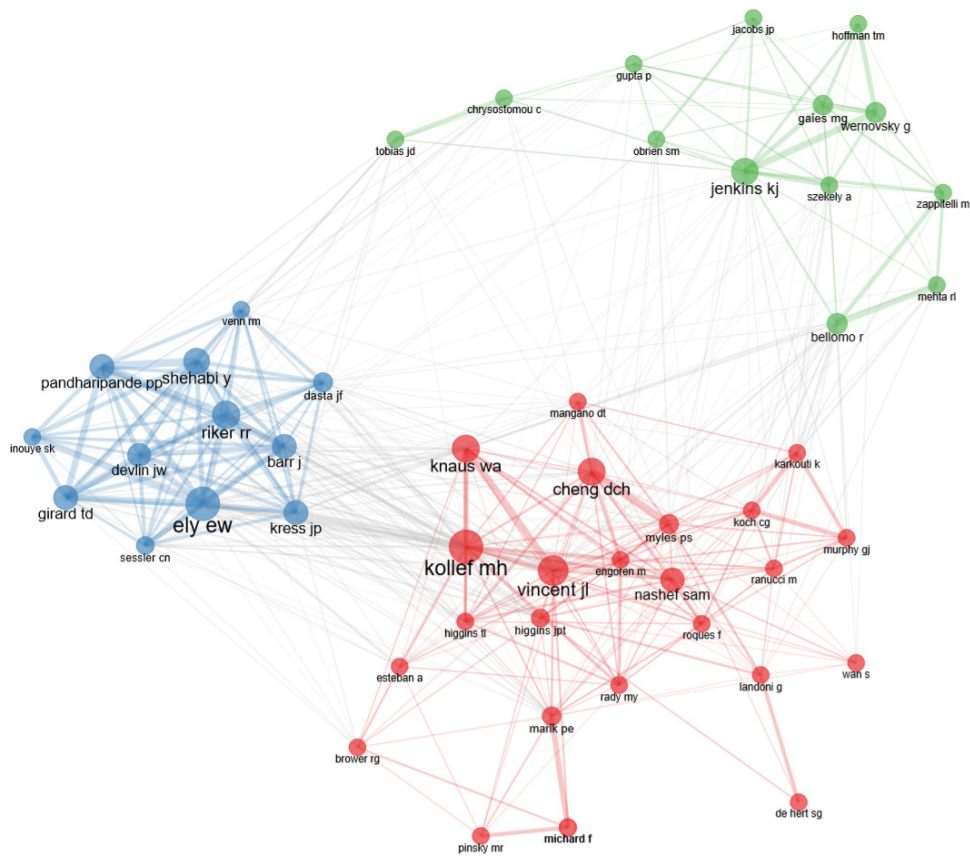 jacobs jp
hoffman tm
gupta p
chrysostomou c
gaies mg
wernovsky g
tobias jd
obrien sm
jenkins kj
szekely a
zappitelli m
mehta rl
venn rm
bellomo r
pandharipande pp
shehabi y
dasta jf
mangano dt
riker rr
inouye sk
devlin jw
barr j
knaus wa
karkouti k
cheng dch
girard td
ely ew
kress jp
koch cg
sessler cn
myles ps
murphy gj
kollef mh
engoren m
ranucci m
vincent jl
nashef sam
higgins tl
higgins jpt
roques f
esteban a
wan s
rady my
landoni g
marik pe
brower rg
de hert sg
michard f
pinsky mr